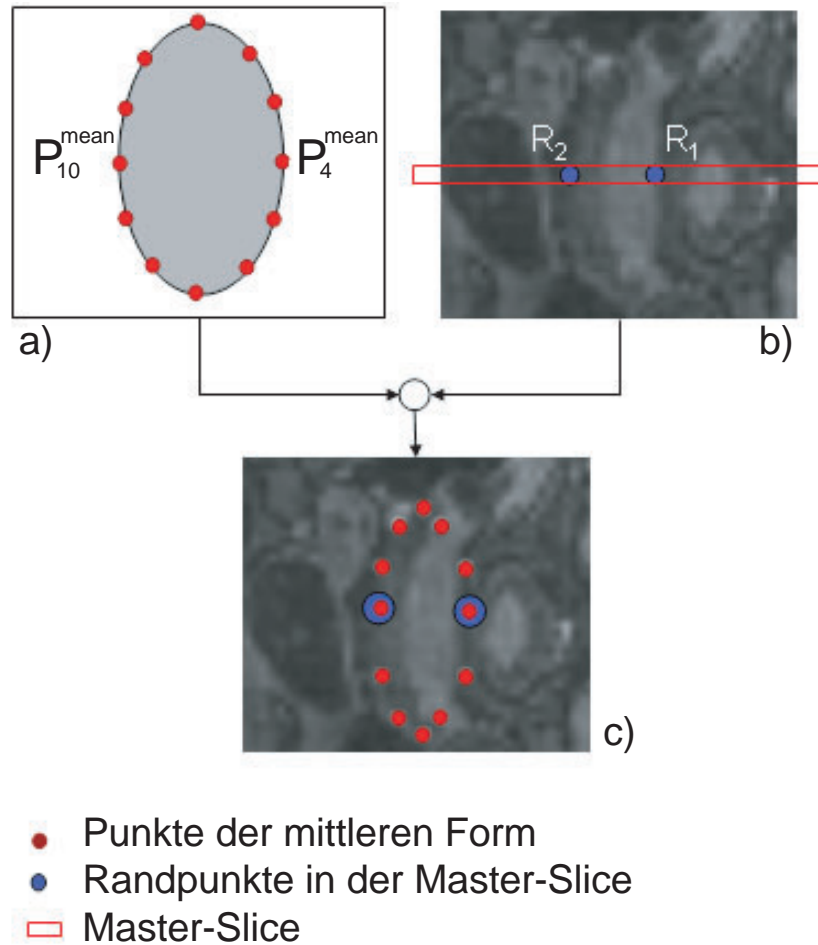 P₁₀ᵐᵉᵃⁿ P₄ᵐᵉᵃⁿ
R₂ R₁
a)
b)
c)
Punkte der mittleren Form
Randpunkte in der Master-Slice
Master-Slice